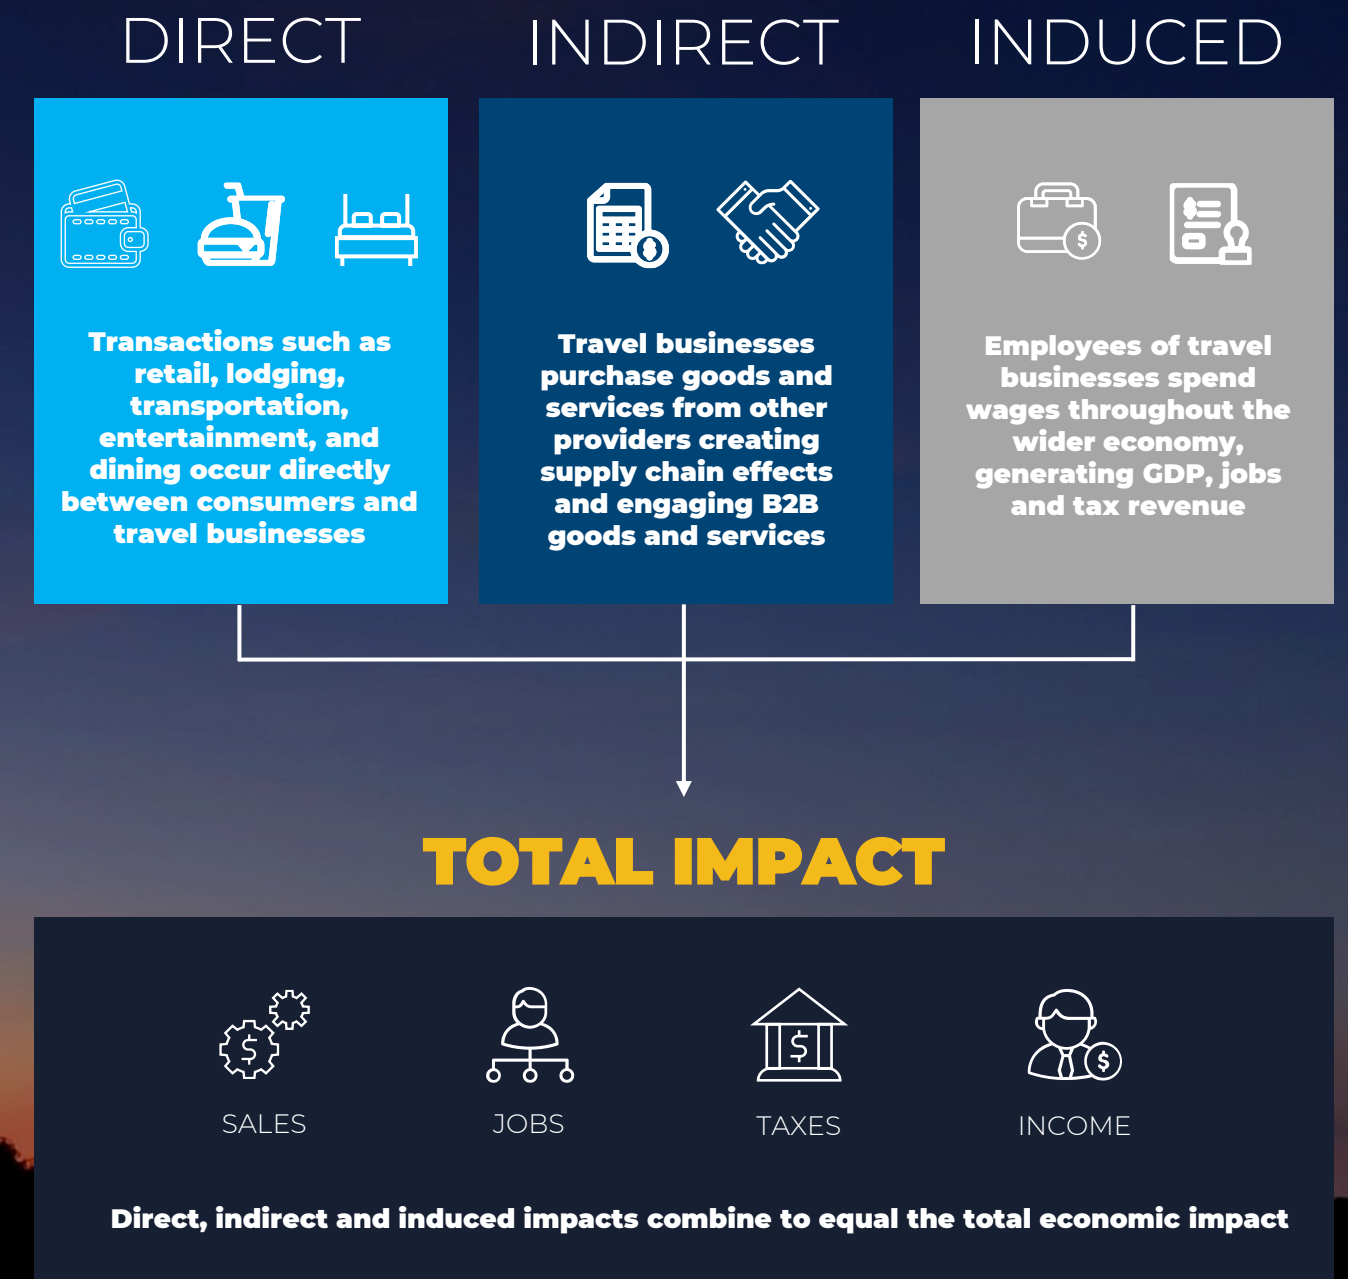 DIRECT
INDIRECT
INDUCED
Transactions such as
retail, lodging,
transportation,
entertainment, and
dining occur directly
between consumers and
travel businesses
Travel businesses
purchase goods and
services from other
providers creating
supply chain effects
and engaging B2B
goods and services
Employees of travel
businesses spend
wages throughout the
wider economy,
generating GDP, jobs
and tax revenue
TOTAL IMPACT
SALES
JOBS
TAXES
INCOME
Direct, indirect and induced impacts combine to equal the total economic impact